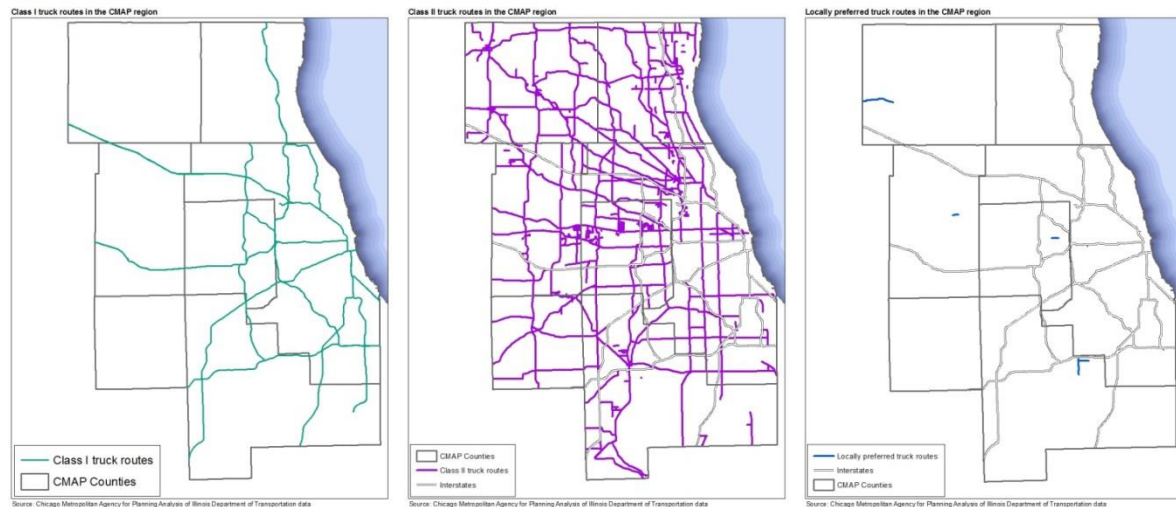 Class I truck routes in the CMAP region
Class I truck routes
CMAP Counties
Source: Chicago Metropolitan Agency for Planning Analysis of Illinois Department of Transportation data
Class II truck routes in the CMAP region
CMAP Counties
Class II truck routes
Interstates
Source: Chicago Metropolitan Agency for Planning Analysis of Illinois Department of Transportation data
Locally preferred truck routes in the CMAP region
Locally preferred truck routes
Interstates
CMAP Counties
Source: Chicago Metropolitan Agency for Planning Analysis of Illinois Department of Transportation data